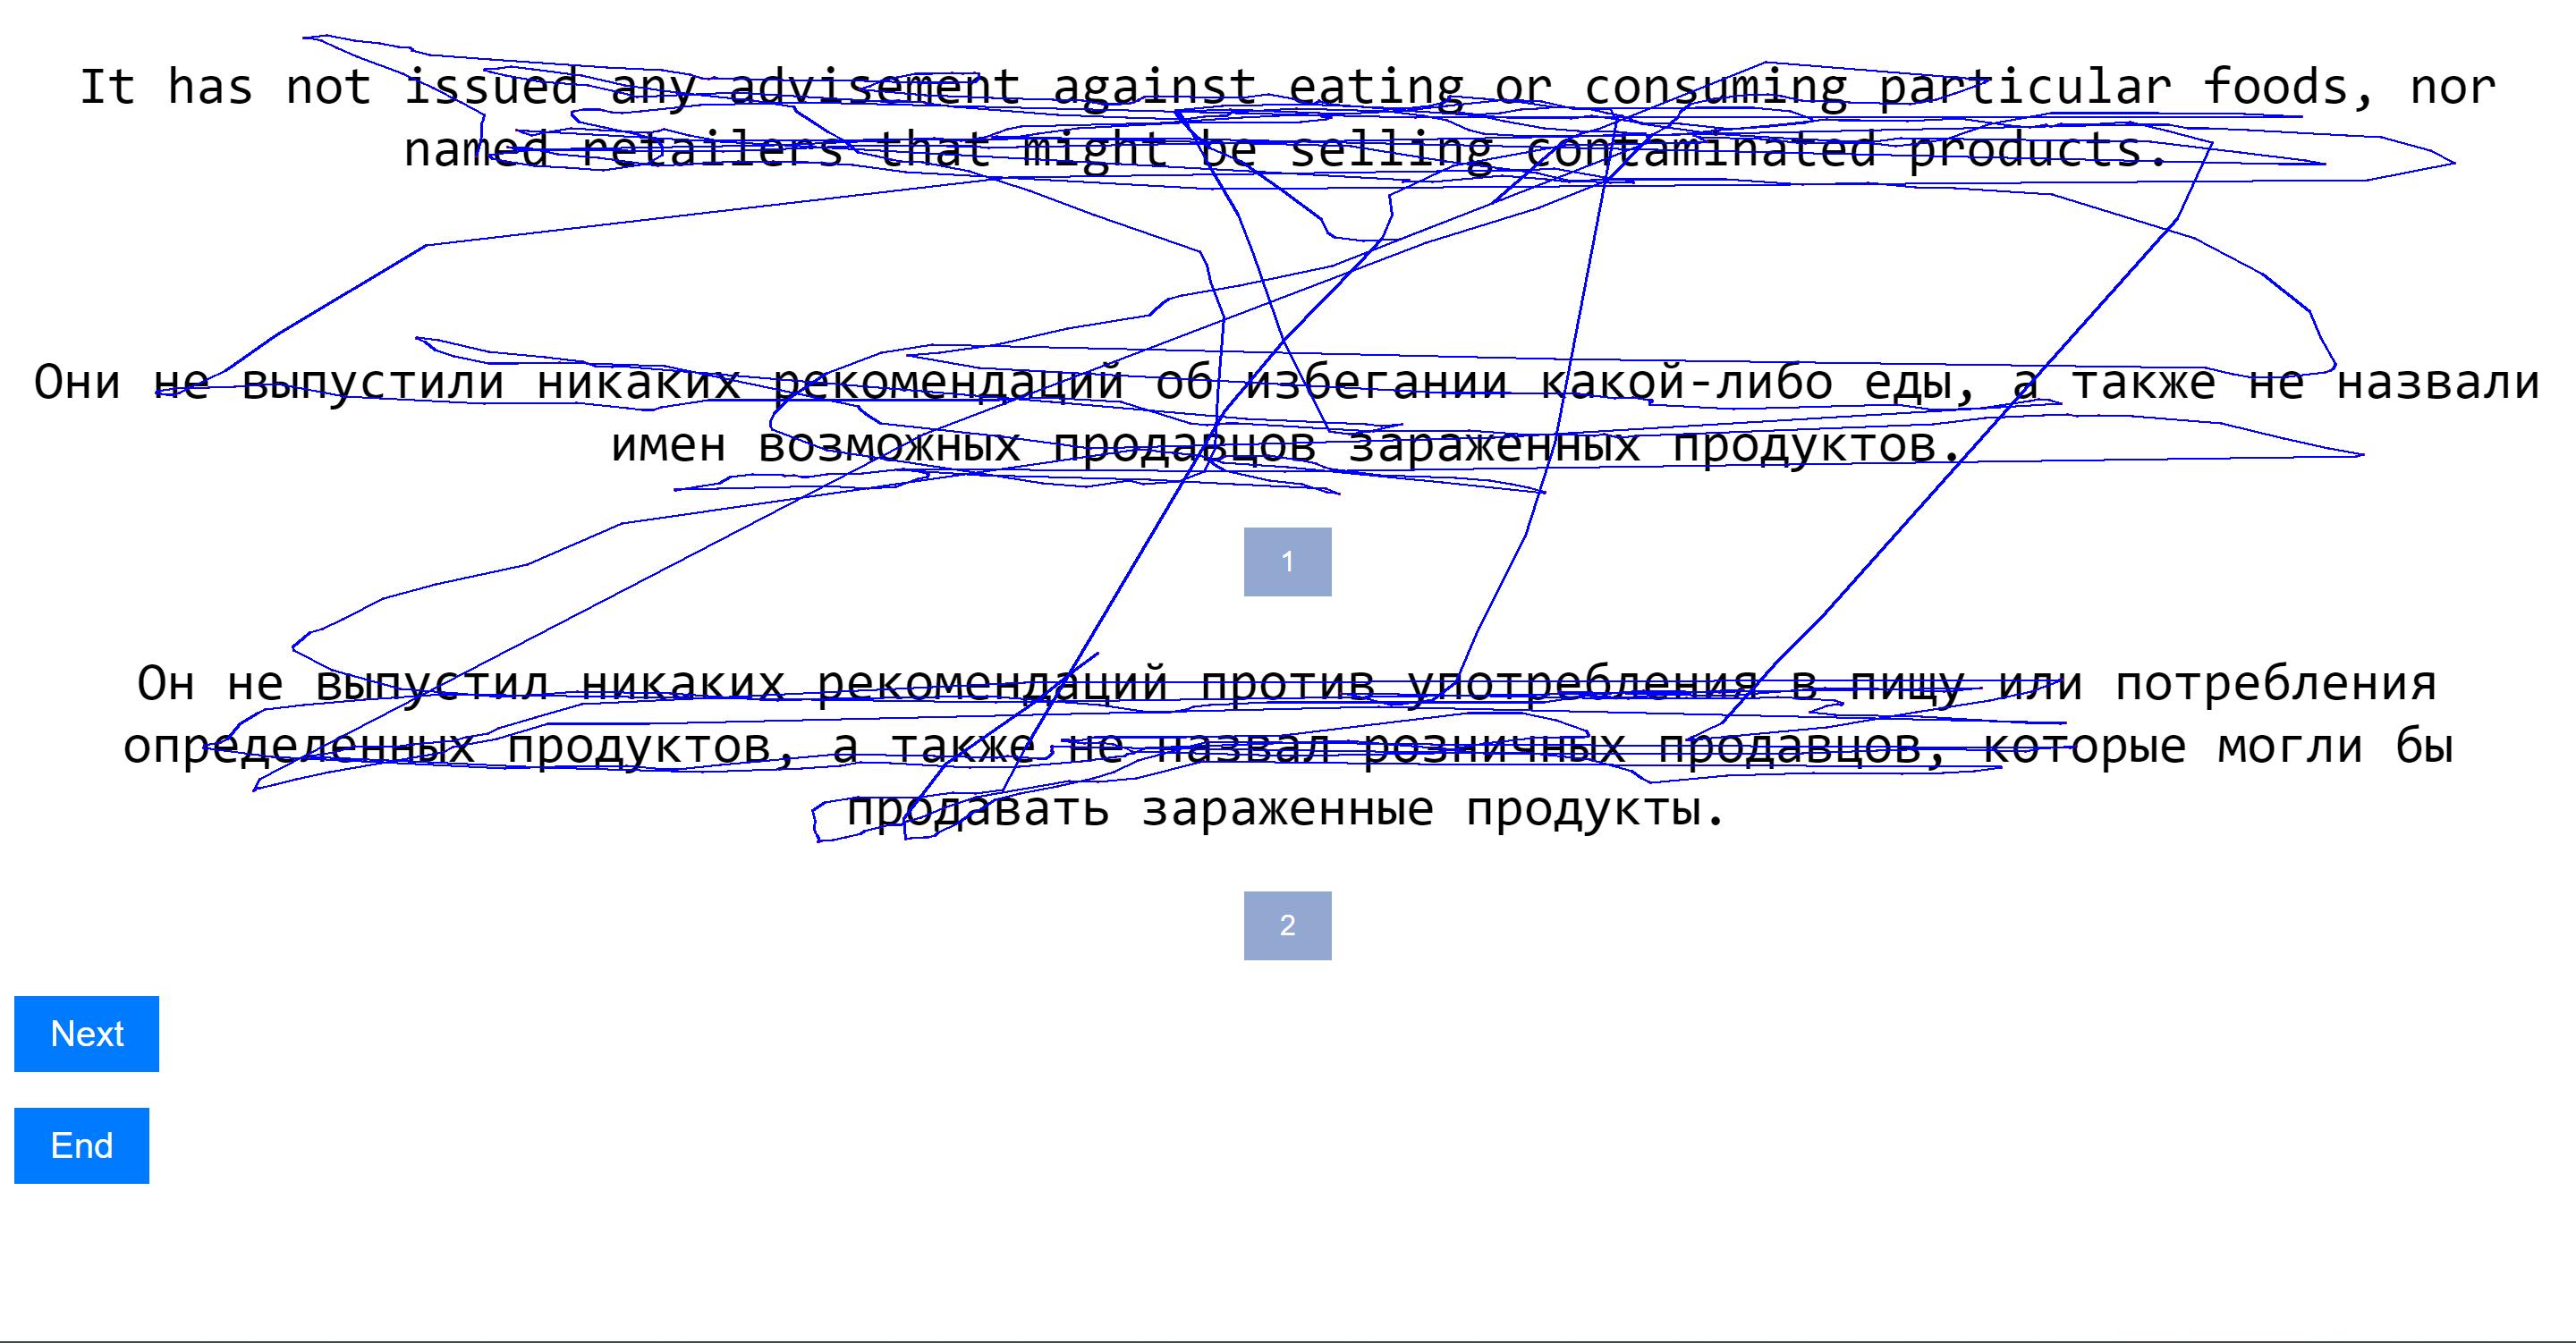 It has not issued any advisement against eating or consuming particular foods, nor
named retailers that might be selling contaminated products.
Они не выпустили никаких рекомендаций об избегании какой-либо еды, а также не назвали
имен возможных продавцов зараженных продуктов.
1
Он не выпустил никаких рекомендаций против употребления в пищу или потребления
определенных продуктов, а также не назвал розничных продавцов, которые могли бы
продавать зараженные продукты.
2
Next
End